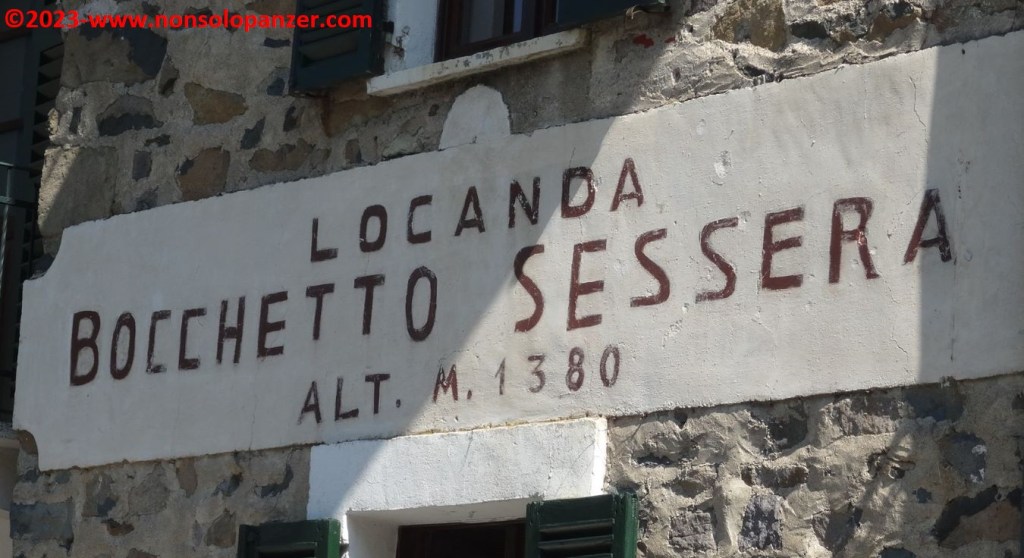 ©2023-www.nonsolopanzer.com
LOCANDA
BOCCHETTO SESSERA
ALT. M. 1380